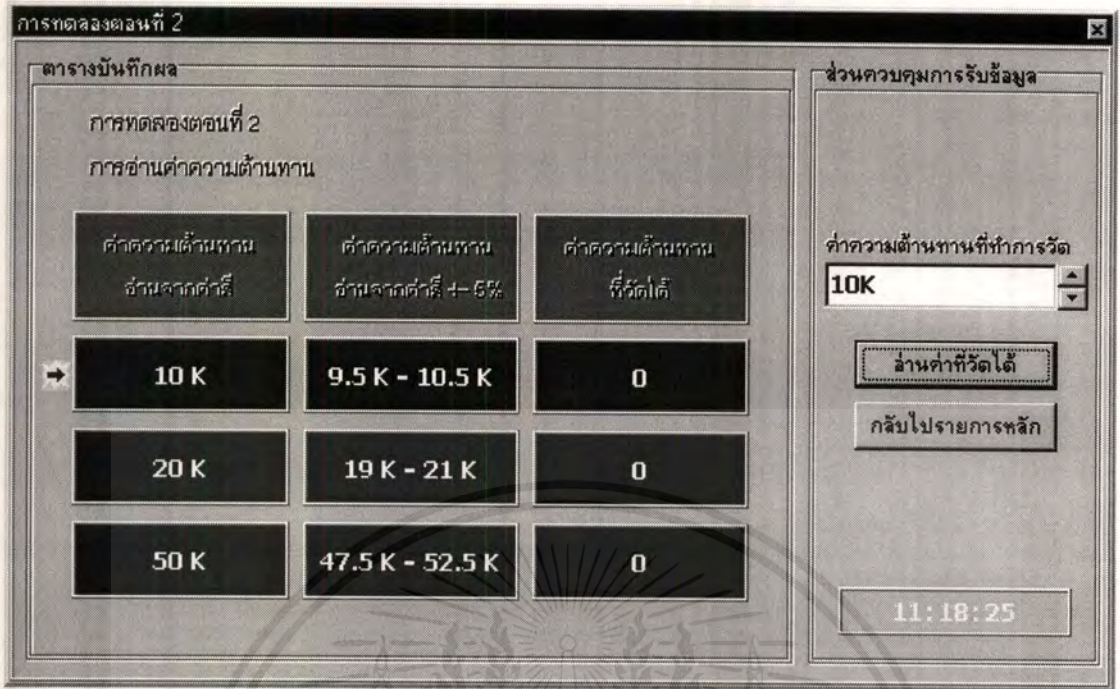 การทดลองตอนที่ 2
ตารางบันทึกผล
การทดลองตอนที่ 2
การอ่านค่าความต้านทาน
ค่าความต้านทาน
อ่านจากค่าสี
ค่าความต้านทาน
อ่านจากค่าสี +- 5%
ค่าความต้านทาน
ที่วัดได้
10 K
9.5 K - 10.5 K
0
20 K
19 K - 21 K
0
50 K
47.5 K - 52.5 K
0
ส่วนควบคุมการรับข้อมูล
ค่าความต้านทานที่ทำการวัด
10K
อ่านค่าที่วัดได้
กลับไปรายการหลัก
11:18:25